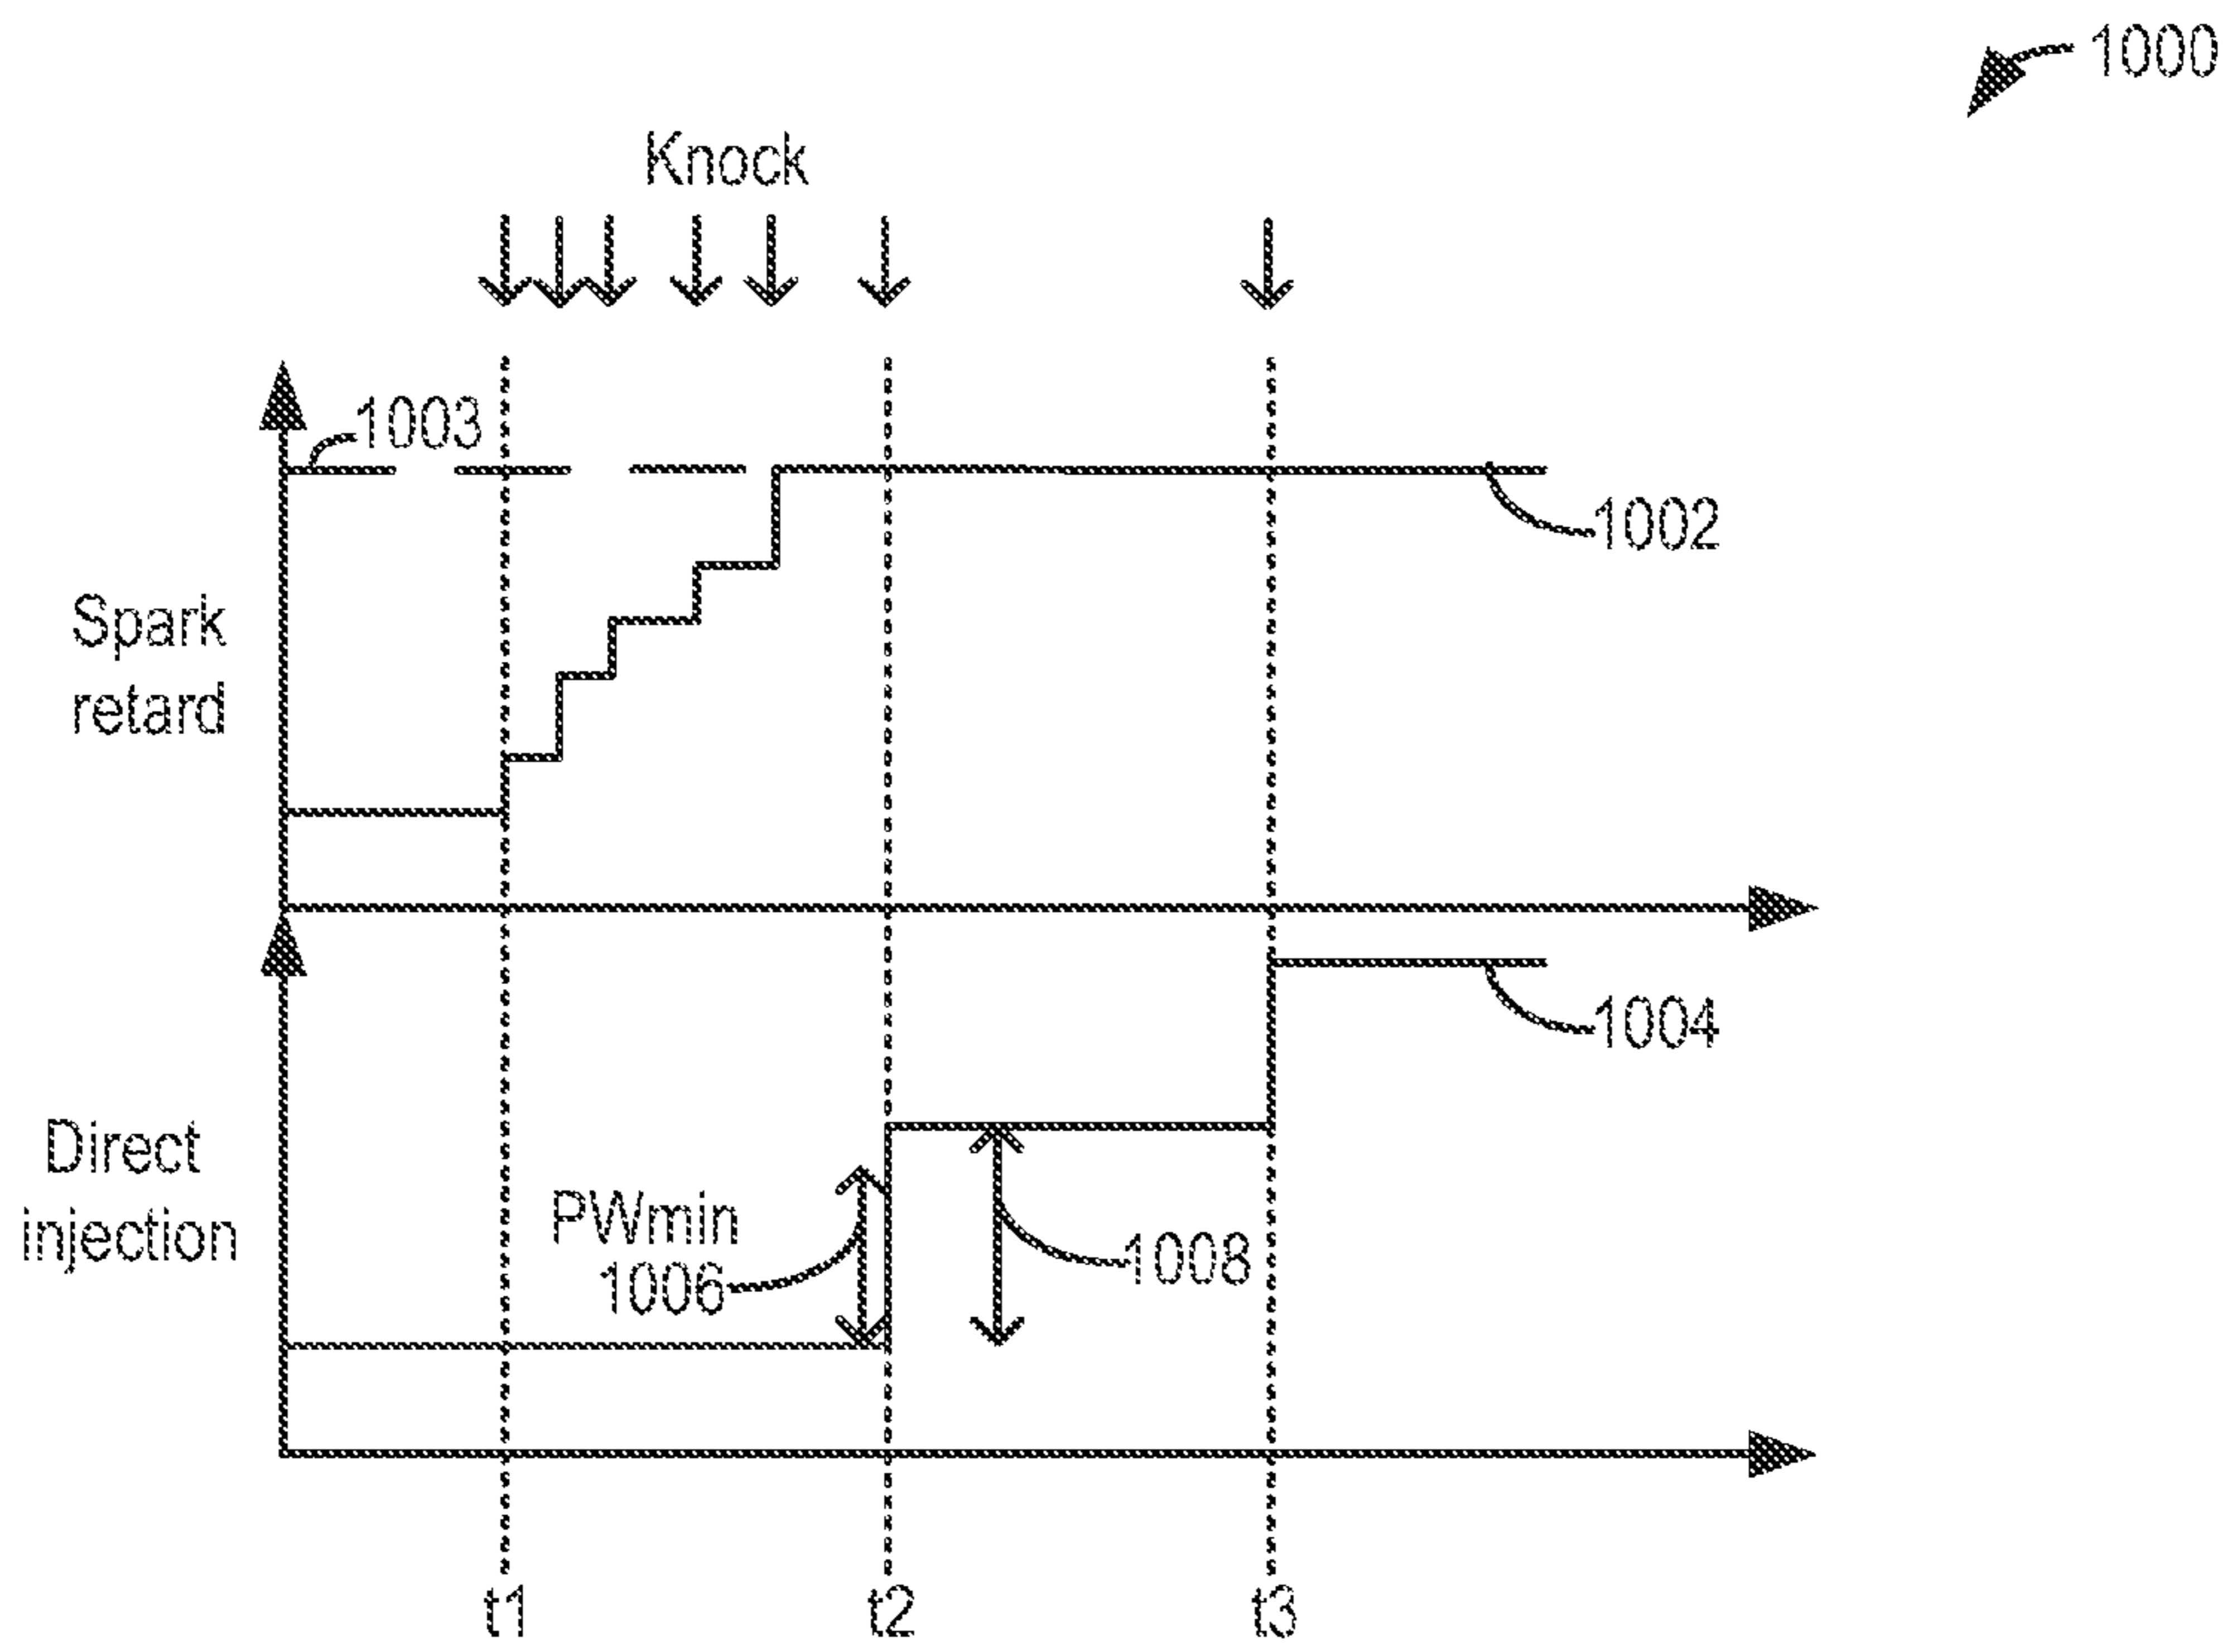 1000
Knock
1003
1002
Spark
retard
1004
Direct
injection
PWmin
1006
1008
t1 t2 t3